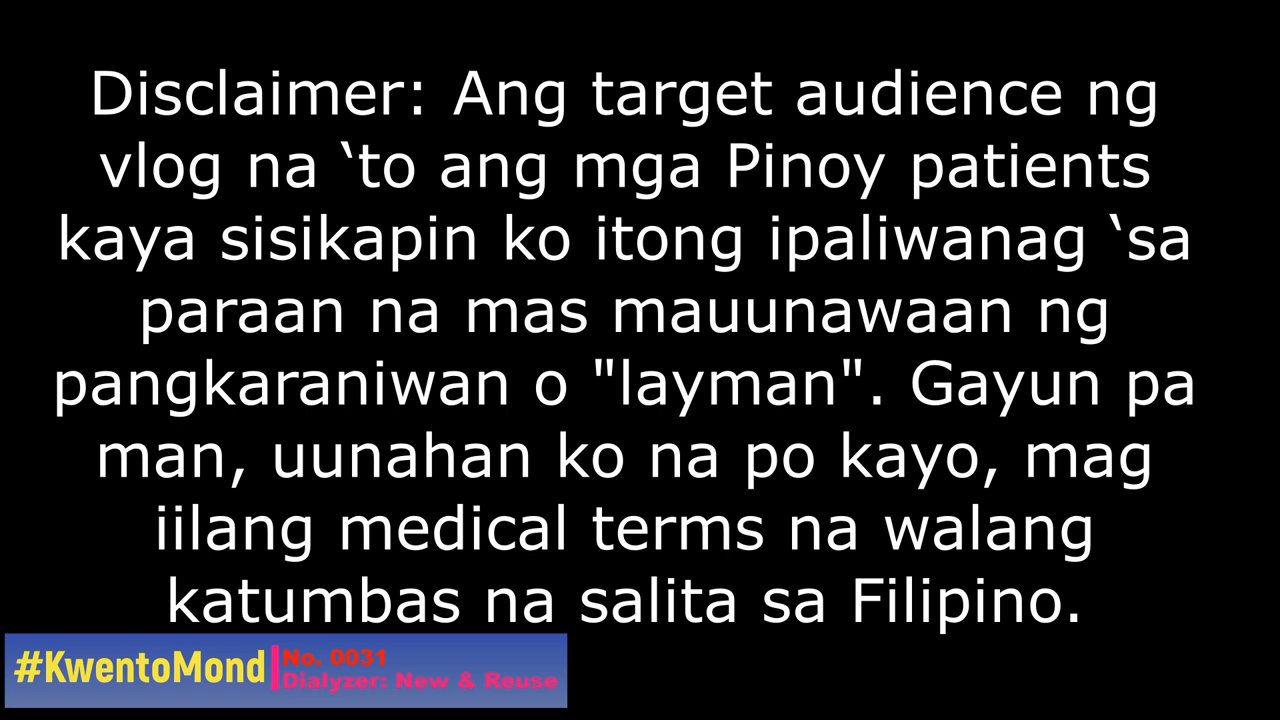 Disclaimer: Ang target audience ng
vlog na ‘to ang mga Pinoy patients
kaya sisikapin ko itong ipaliwanag ‘sa
paraan na mas mauunawaan ng
pangkaraniwan o "layman". Gayun pa
man, uunahan ko na po kayo, mag
iilang medical terms na walang
katumbas na salita sa Filipino.
#KwentoMond
No. 0031
Dialyzer: New & Reuse